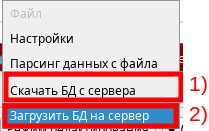 Файл
Настройки
Парсинг данных с файла
Скачать БД с сервера 1)
Загрузить БД на сервер 2)